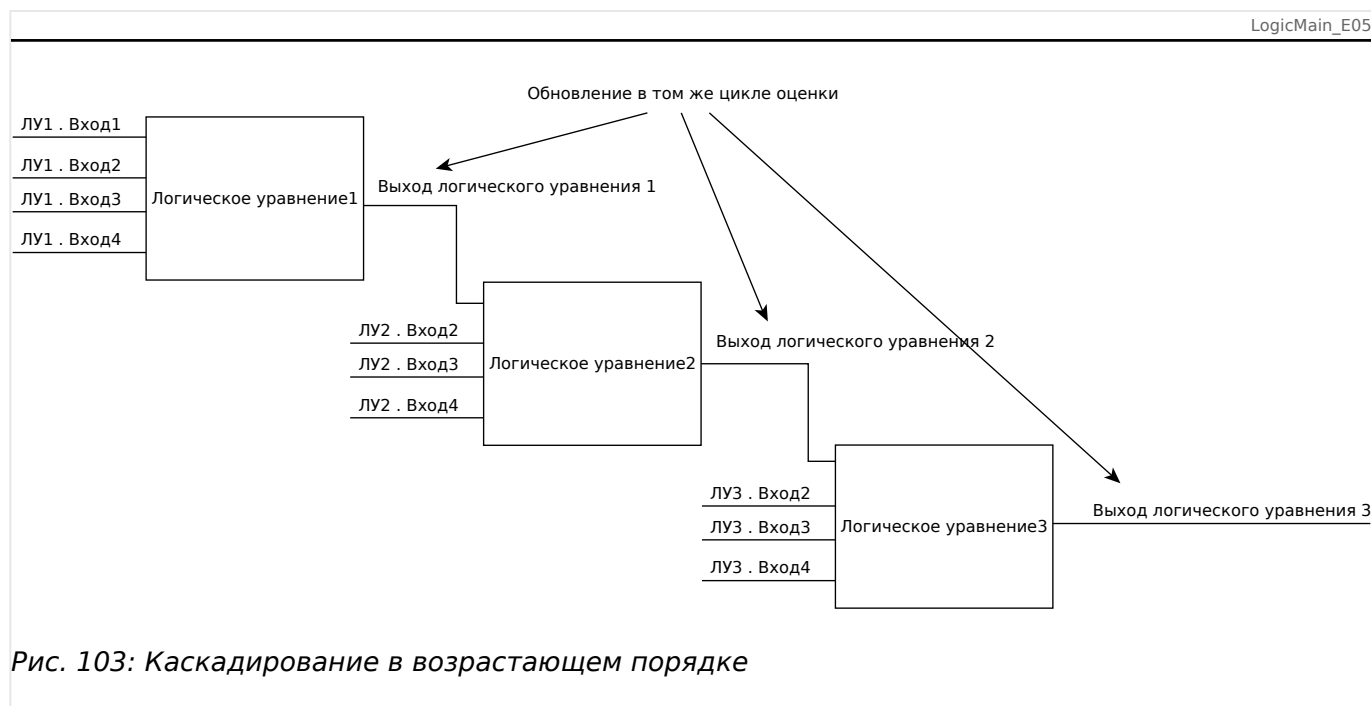 LogicMain_E05
Обновление в том же цикле оценки
ЛУ1 . Вход1
ЛУ1 . Вход2
ЛУ1 . Вход3
ЛУ1 . Вход4
Логическое уравнение1
Выход логического уравнения 1
ЛУ2 . Вход2
ЛУ2 . Вход3
ЛУ2 . Вход4
Логическое уравнение2
Выход логического уравнения 2
ЛУ3 . Вход2
ЛУ3 . Вход3
ЛУ3 . Вход4
Логическое уравнение3
Выход логического уравнения 3
Рис. 103: Каскадирование в возрастающем порядке